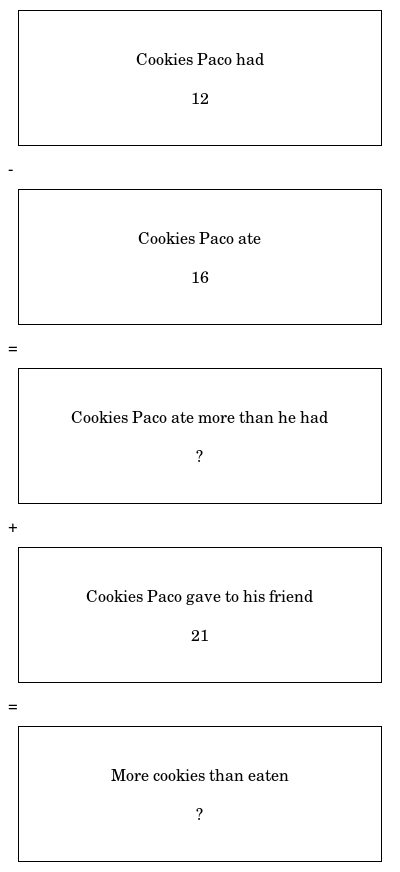 Cookies Paco had
12
-
Cookies Paco ate
16
=
Cookies Paco ate more than he had
?
+
Cookies Paco gave to his friend
21
=
More cookies than eaten
?